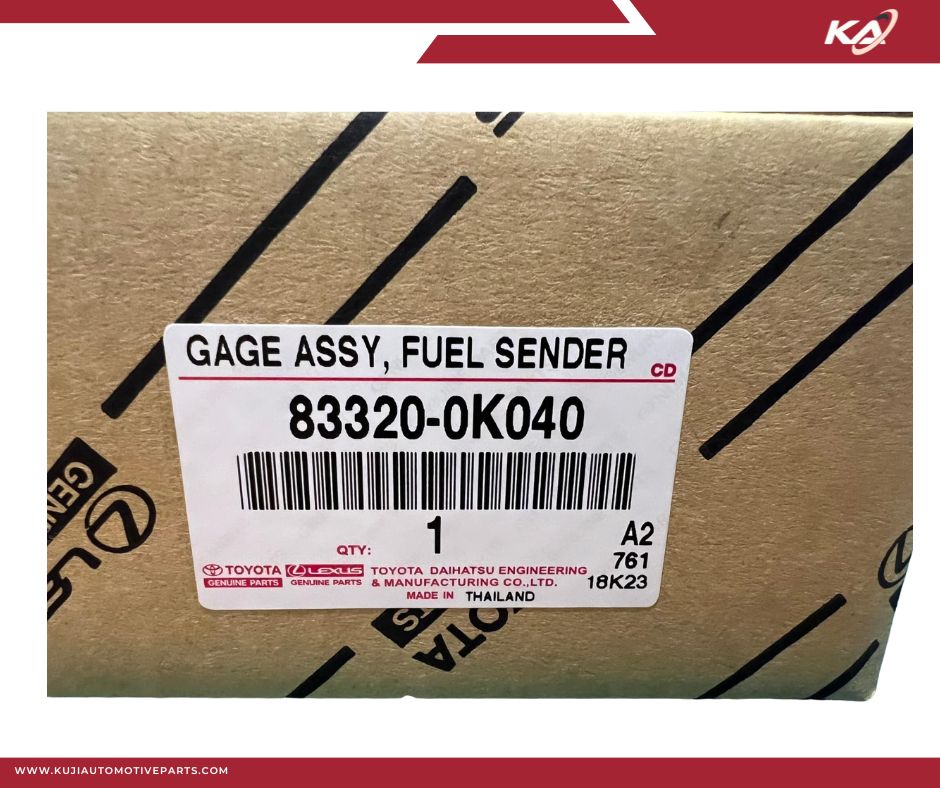 KA
GAGE ASSY, FUEL SENDER
CD
83320-0K040
QTY: 1
A2
761
18K23
TOYOTA
GENUINE PARTS
LEXUS
GENUINE PARTS
TOYOTA DAIHATSU ENGINEERING
& MANUFACTURING CO.,LTD.
MADE IN THAILAND
WWW.KUJIAUTOMOTIVEPARTS.COM